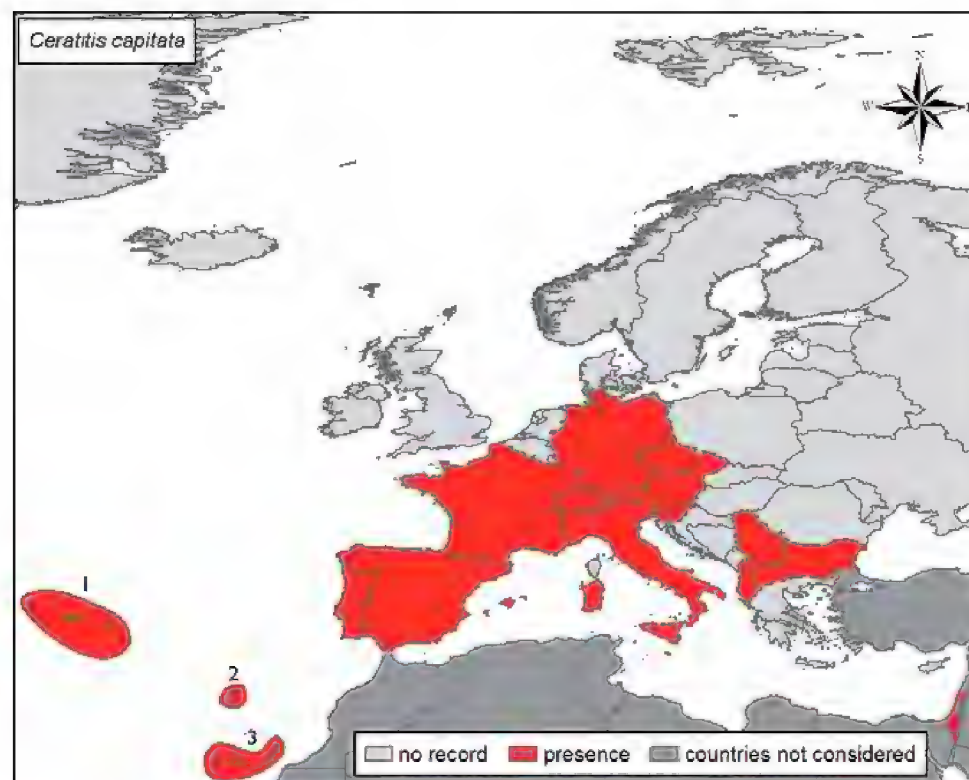 Ceratitis capitata
N
W
S
1
2
3
no record presence countries not considered